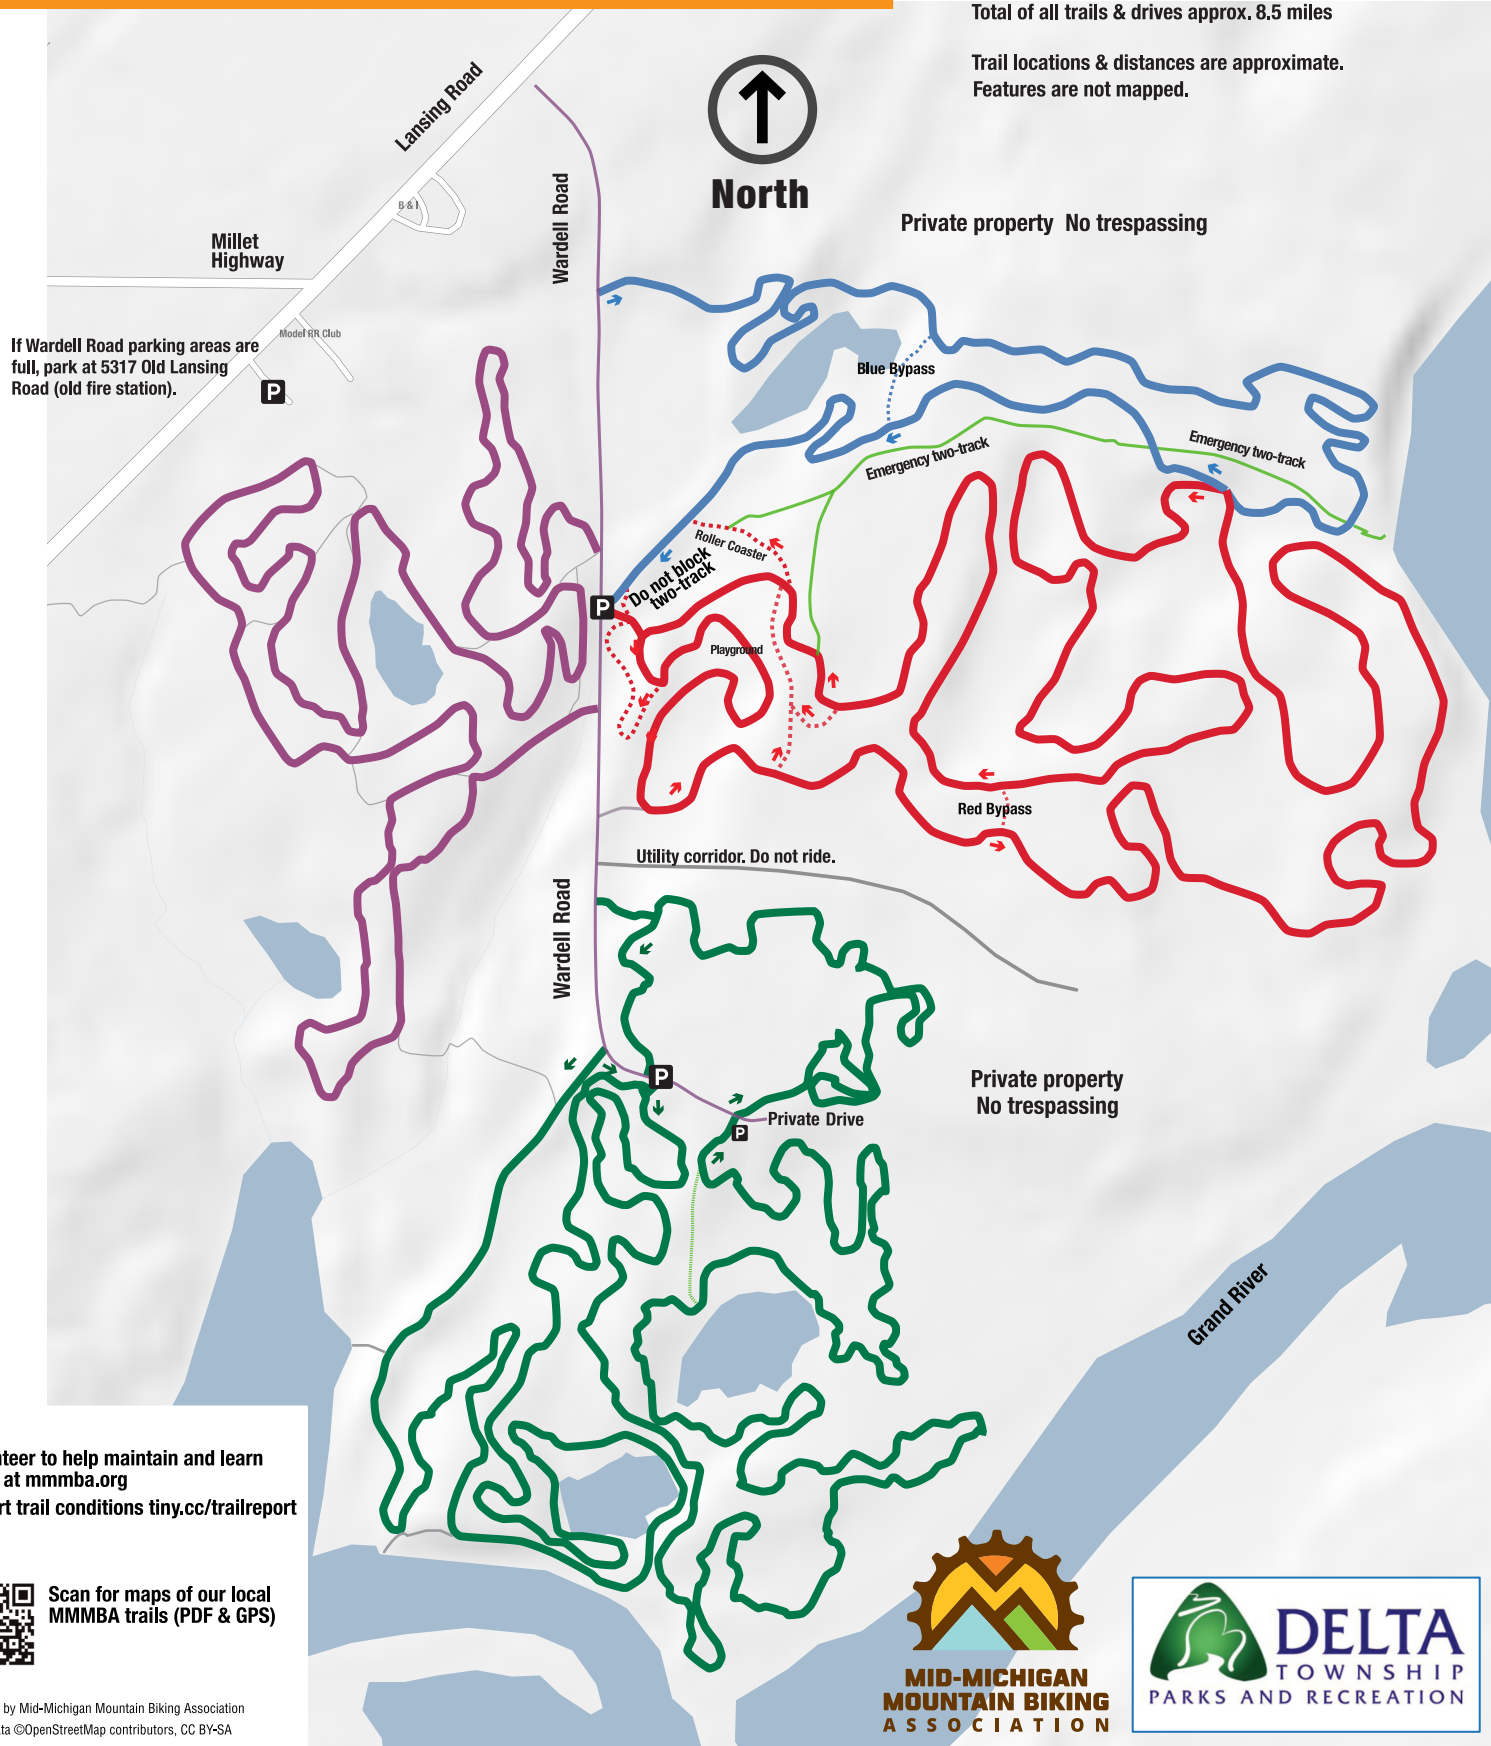 Total of all trails & drives approx. 8.5 miles
Trail locations & distances are approximate.
Features are not mapped.
North
Lansing Road
Wardell Road
B & I
Private property No trespassing
Millet
Highway
Model RR Club
If Wardell Road parking areas are
full, park at 5317 Old Lansing
Road (old fire station).
P
Blue Bypass
Emergency two-track
Emergency two-track
Roller Coaster
Do not block
two-track
P
Playground
Red Bypass
Utility corridor. Do not ride.
Wardell Road
P
Private Drive
P
Private property
No trespassing
Grand River
nteer to help maintain and learn
at mmmba.org
rt trail conditions tiny.cc/trailreport
Scan for maps of our local
MMMBA trails (PDF & GPS)
by Mid-Michigan Mountain Biking Association
ta ©OpenStreetMap contributors, CC BY-SA
MID-MICHIGAN
MOUNTAIN BIKING
ASSOCIATION
DELTA
TOWNSHIP
PARKS AND RECREATION